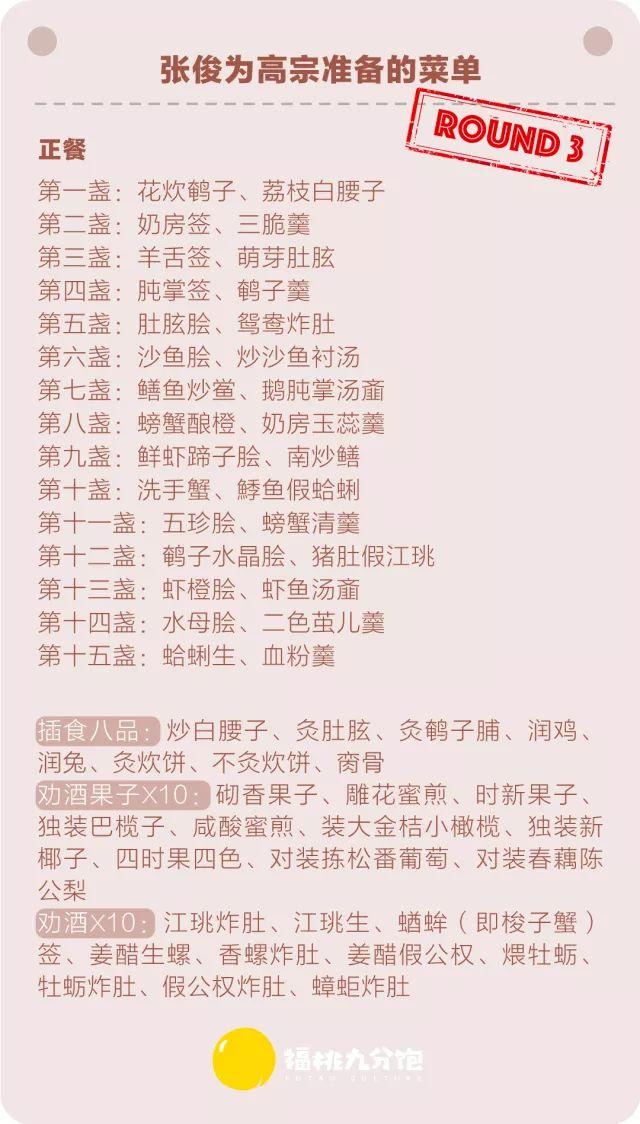 张俊为高宗准备的菜单
ROUND 3
正餐
第一盏：花炊鹌子、荔枝白腰子
第二盏：奶房签、三脆羹
第三盏：羊舌签、萌芽肚胘
第四盏：肫掌签、鹌子羹
第五盏：肚胘脍、鸳鸯炸肚
第六盏：沙鱼脍、炒沙鱼衬汤
第七盏：鳝鱼炒鲎、鹅肫掌汤齑
第八盏：螃蟹酿橙、奶房玉蕊羹
第九盏：鲜虾蹄子脍、南炒鳝
第十盏：洗手蟹、鯚鱼假蛤蜊
第十一盏：五珍脍、螃蟹清羹
第十二盏：鹌子水晶脍、猪肚假江珧
第十三盏：虾橙脍、虾鱼汤齑
第十四盏：水母脍、二色茧儿羹
第十五盏：蛤蜊生、血粉羹
插食八品：炒白腰子、灸肚胘、灸鹌子脯、润鸡、
润兔、灸炊饼、不灸炊饼、脔骨
劝酒果子X10：砌香果子、雕花蜜煎、时新果子、
独装巴榄子、咸酸蜜煎、装大金桔小橄榄、独装新
椰子、四时果四色、对装拣松番葡萄、对装春藕陈
公梨
劝酒X10：江珧炸肚、江珧生、蝤蛑（即梭子蟹）
签、姜醋生螺、香螺炸肚、姜醋假公权、煨牡蛎、
牡蛎炸肚、假公权炸肚、蟑蚷炸肚
福桃九分饱
FUTAO CULTURE